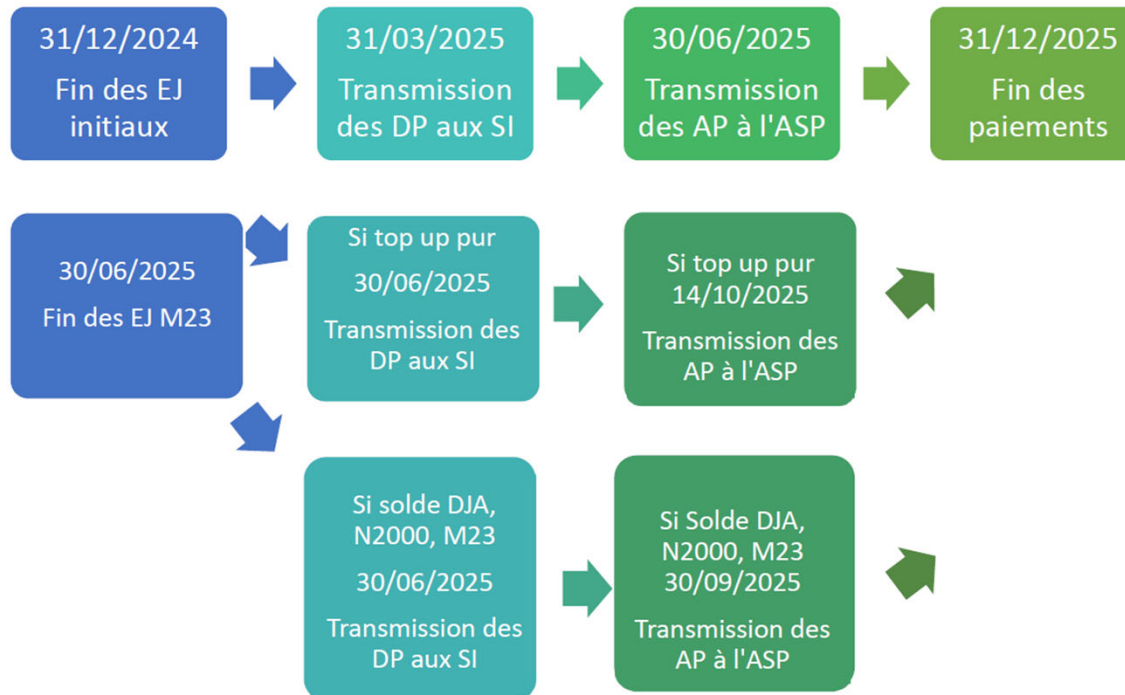 31/12/2024
Fin des EJ
initiaux
31/03/2025
Transmission
des DP aux SI
30/06/2025
Transmission
des AP à l'ASP
31/12/2025
Fin des
paiements
30/06/2025
Fin des EJ M23
Si top up pur
30/06/2025
Transmission des
DP aux SI
Si top up pur
14/10/2025
Transmission des
AP à l'ASP
Si solde DJA,
N2000, M23
30/06/2025
Transmission des
DP aux SI
Si Solde DJA,
N2000, M23
30/09/2025
Transmission des
AP à l'ASP